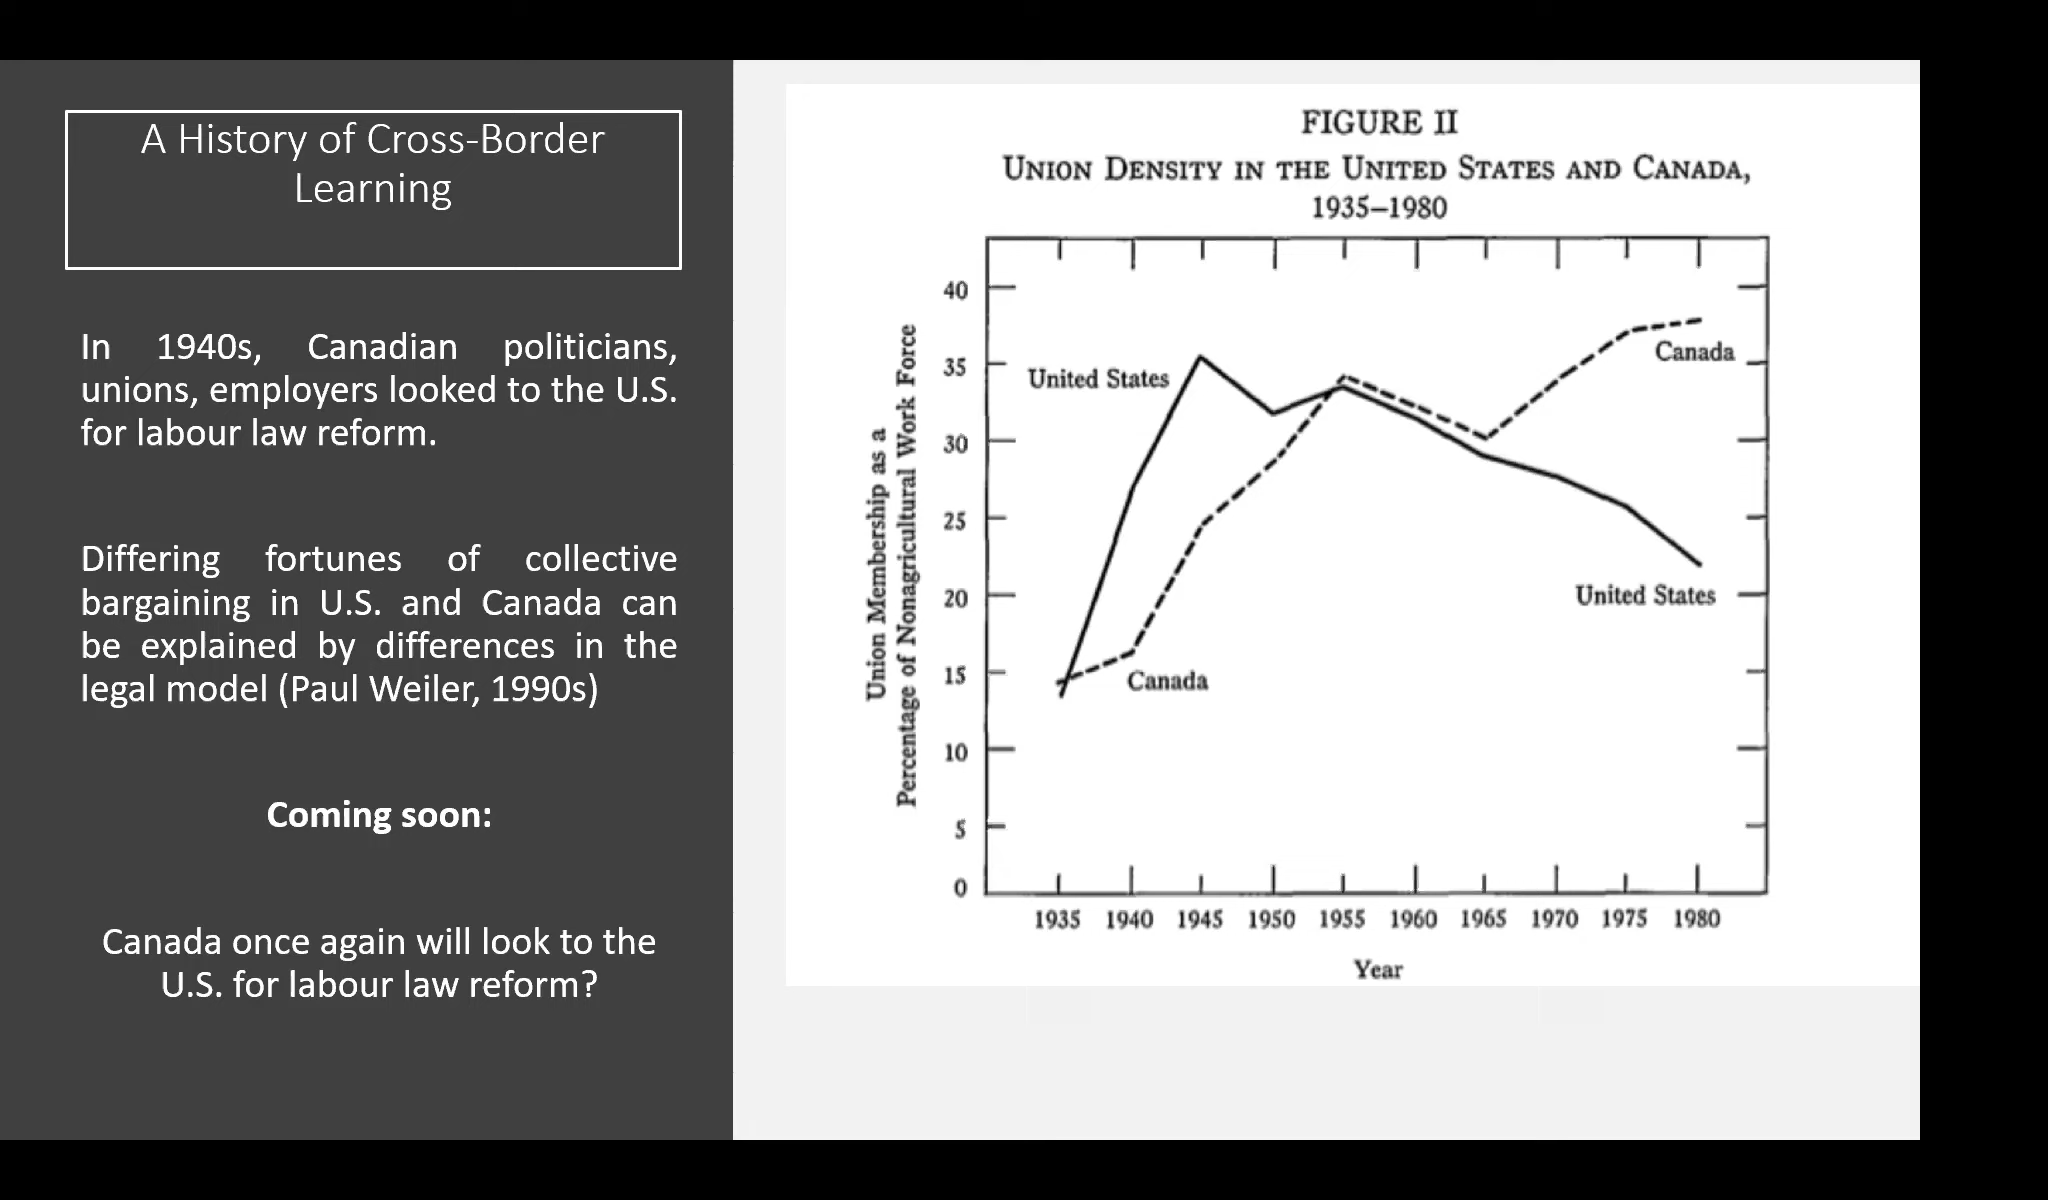 A History of Cross-Border
Learning
In 1940s, Canadian politicians,
unions, employers looked to the U.S.
for labour law reform.
Differing fortunes of collective
bargaining in U.S. and Canada can
be explained by differences in the
legal model (Paul Weiler, 1990s)
Coming soon:
Canada once again will look to the
U.S. for labour law reform?
FIGURE II
UNION DENSITY IN THE UNITED STATES AND CANADA,
1935–1980
Union Membership as a
Percentage of Nonagricultural Work Force
40
35
30
25
20
15
10
5
0
United States
Canada
Canada
United States
1935 1940 1945 1950 1955 1960 1965 1970 1975 1980
Year